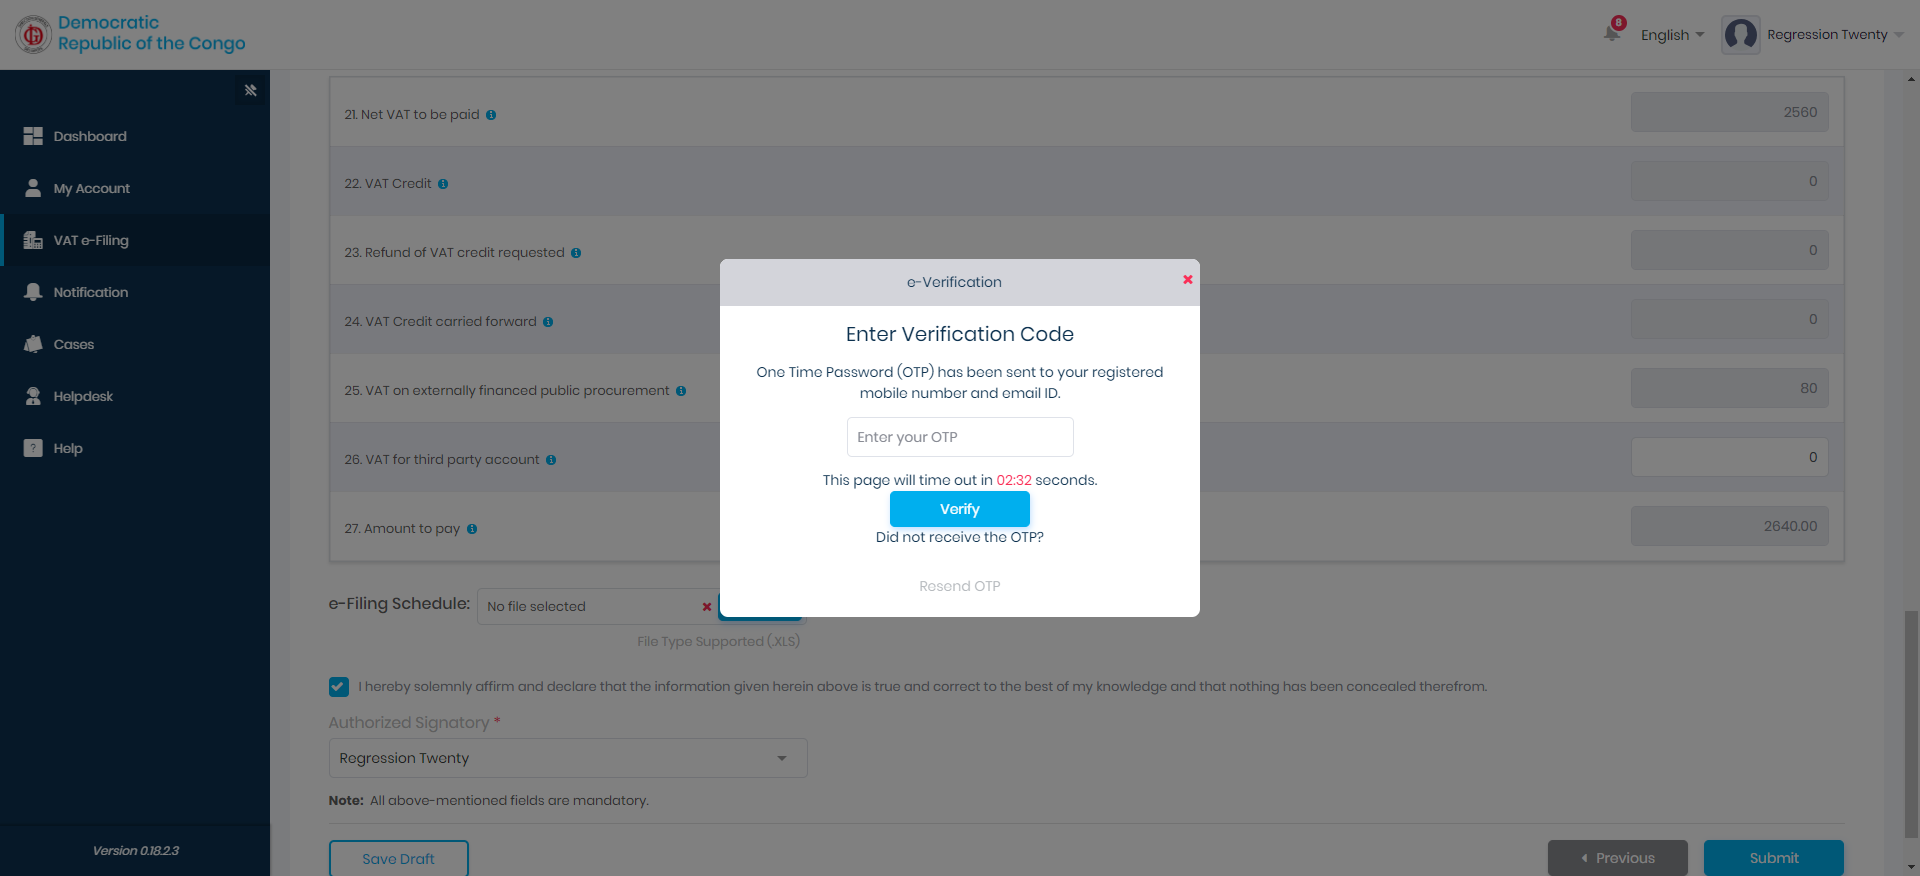 Democratic
Republic of the Congo
8
English
Regression Twenty
Dashboard
My Account
VAT e-Filing
Notification
Cases
Helpdesk
Help
Version 0.18.2.3
21. Net VAT to be paid
2560
22. VAT Credit
0
23. Refund of VAT credit requested
0
24. VAT Credit carried forward
0
25. VAT on externally financed public procurement
80
26. VAT for third party account
0
27. Amount to pay
2640.00
e-Verification
Enter Verification Code
One Time Password (OTP) has been sent to your registered
mobile number and email ID.
Enter your OTP
This page will time out in 02:32 seconds.
Verify
Did not receive the OTP?
Resend OTP
e-Filing Schedule:
No file selected
File Type Supported (.XLS)
I hereby solemnly affirm and declare that the information given herein above is true and correct to the best of my knowledge and that nothing has been concealed therefrom.
Authorized Signatory *
Regression Twenty
Note: All above-mentioned fields are mandatory.
Save Draft
Previous
Submit